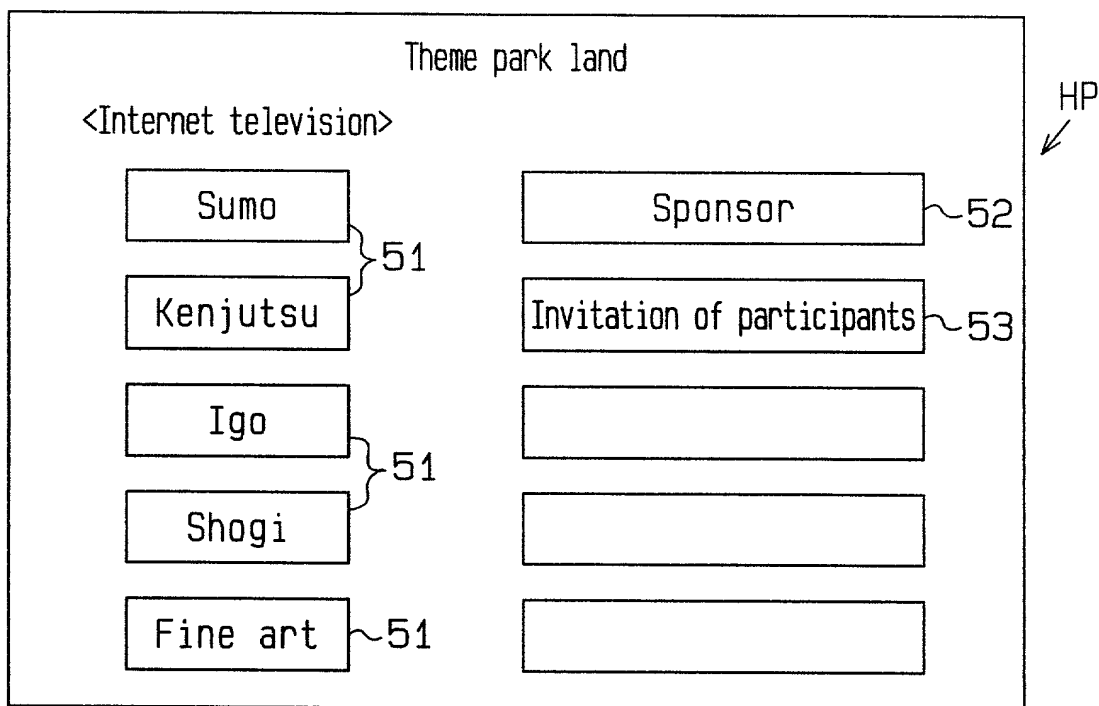 Theme park land
HP
<Internet television>
Sumo
Sponsor
52
51
Kenjutsu
Invitation of participants
53
Igo
51
Shogi
Fine art
51